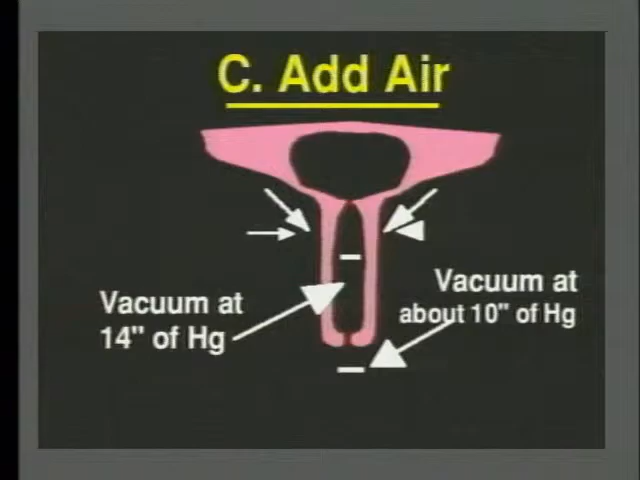 C. Add Air
Vacuum at
14" of Hg
Vacuum at
about 10" of Hg